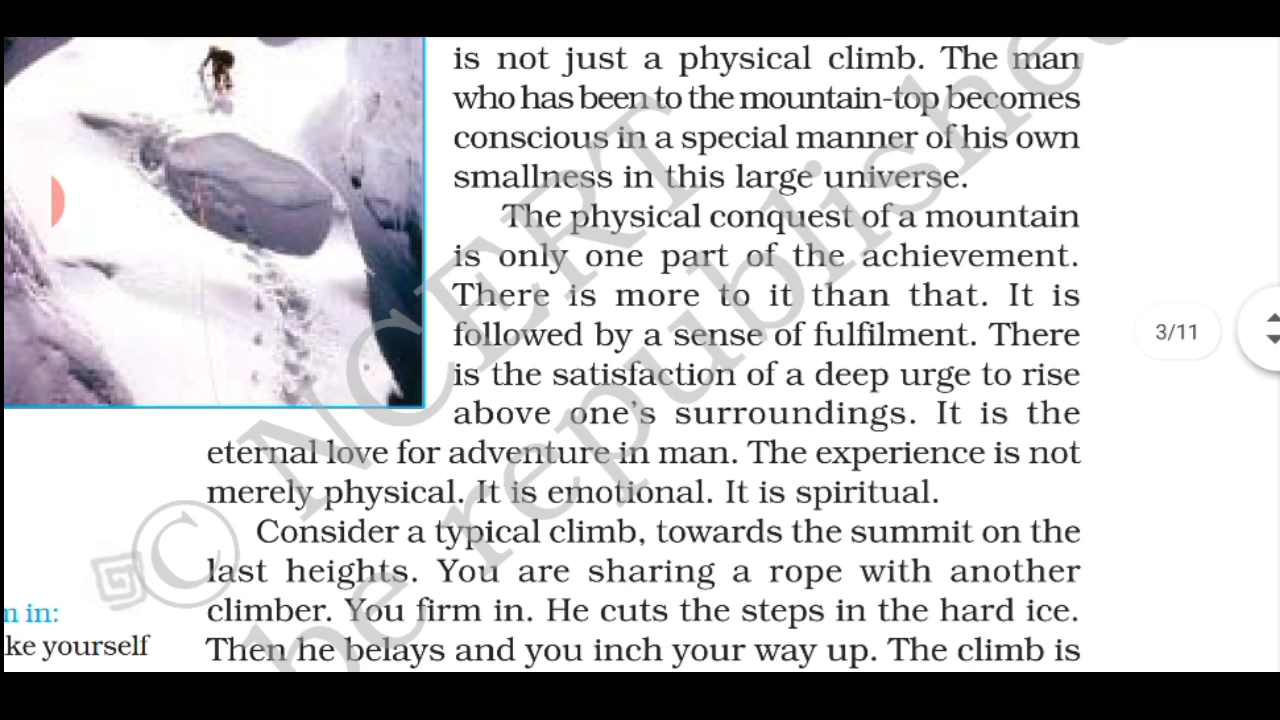 is not just a physical climb. The man
who has been to the mountain-top becomes
conscious in a special manner of his own
smallness in this large universe.
The physical conquest of a mountain
is only one part of the achievement.
There is more to it than that. It is
followed by a sense of fulfilment. There
is the satisfaction of a deep urge to rise
above one's surroundings. It is the
eternal love for adventure in man. The experience is not
merely physical. It is emotional. It is spiritual.
Consider a typical climb, towards the summit on the
last heights. You are sharing a rope with another
climber. You firm in. He cuts the steps in the hard ice.
Then he belays and you inch your way up. The climb is
n in:
ke yourself
3/11
© NCERT
be republished